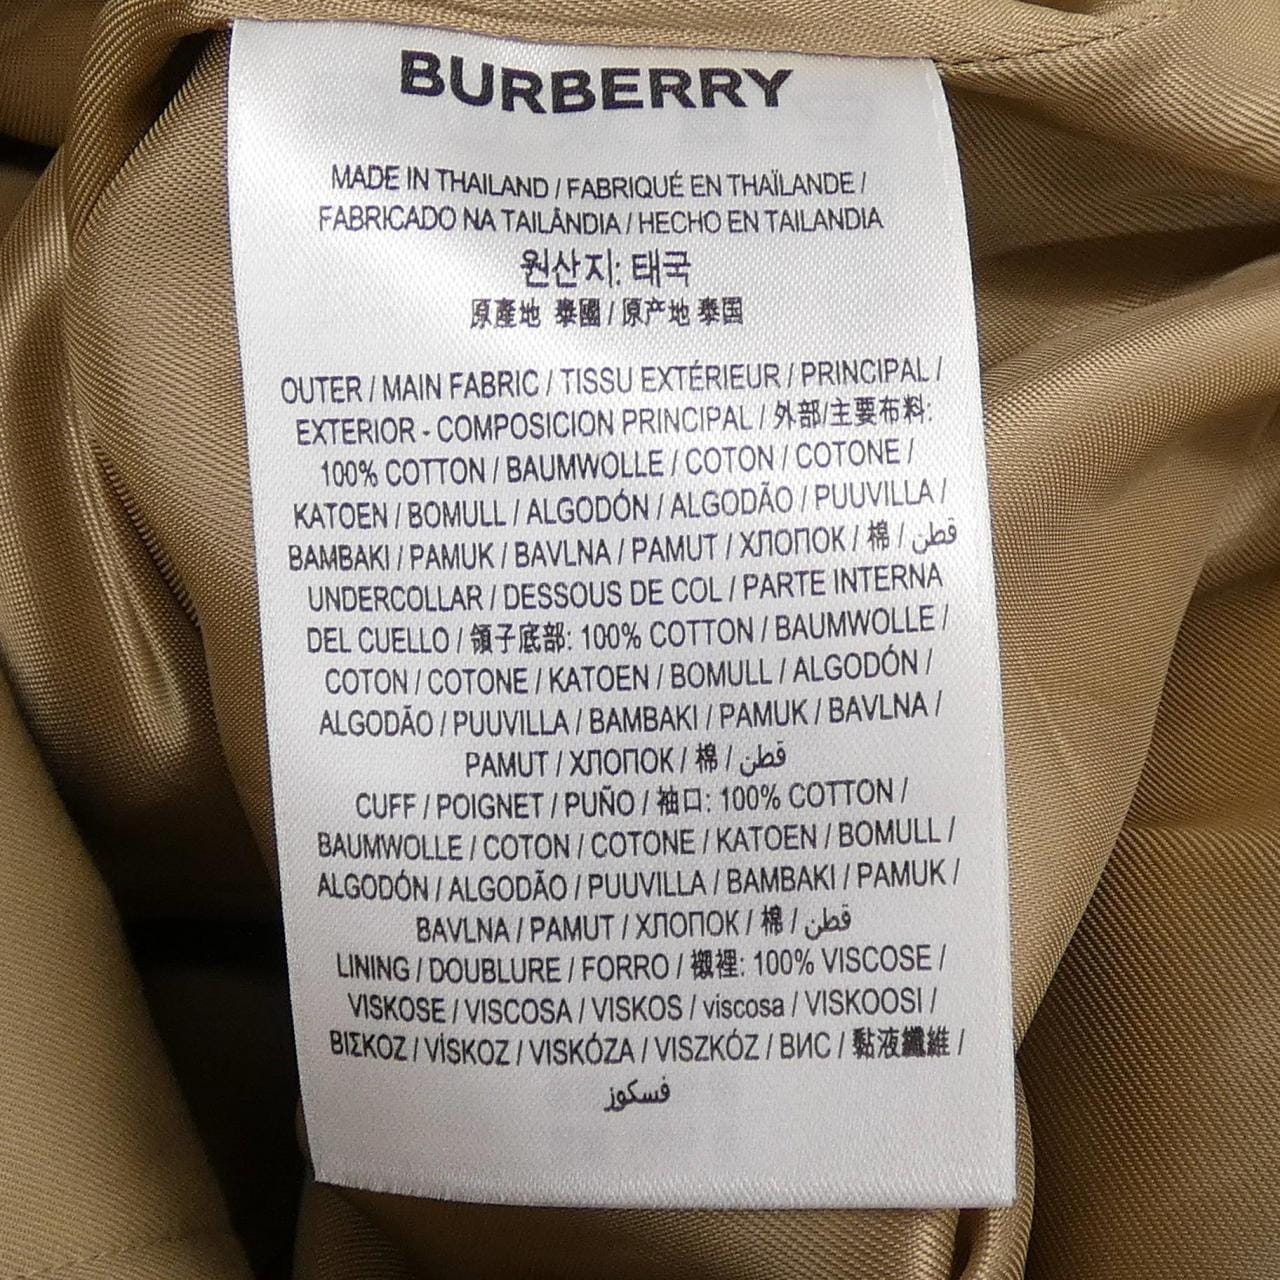 BURBERRY
MADE IN THAILAND / FABRIQUÉ EN THAÏLANDE /
FABRICADO NA TAILÂNDIA / HECHO EN TAILANDIA
원산지: 태국
原產地 泰國 / 原产地 泰国
OUTER / MAIN FABRIC / TISSU EXTÉRIEUR / PRINCIPAL /
EXTERIOR - COMPOSICION PRINCIPAL / 外部/主要布料:
100% COTTON / BAUMWOLLE / COTON / COTONE /
KATOEN / BOMULL / ALGODÓN / ALGODÃO / PUUVILLA /
BAMBAKI / PAMUK / BAVLNA / PAMUT / ХЛОПОК / 棉 / قطن
UNDERCOLLAR / DESSOUS DE COL / PARTE INTERNA
DEL CUELLO / 領子底部: 100% COTTON / BAUMWOLLE /
COTON / COTONE / KATOEN / BOMULL / ALGODÓN /
ALGODÃO / PUUVILLA / BAMBAKI / PAMUK / BAVLNA /
PAMUT / ХЛОПОК / 棉 / قطن
CUFF / POIGNET / PUÑO / 袖口: 100% COTTON /
BAUMWOLLE / COTON / COTONE / KATOEN / BOMULL /
ALGODÓN / ALGODÃO / PUUVILLA / BAMBAKI / PAMUK /
BAVLNA / PAMUT / ХЛОПОК / 棉 / قطن
LINING / DOUBLURE / FORRO / 襯裡: 100% VISCOSE /
VISKOSE / VISCOSA / VISKOS / viscosa / VISKOOSI /
ΒΙΣΚΟΖ / VÍSKOZ / VISKÓZA / VISZKÓZ / ВИС / 黏液纖維 /
فسكوز